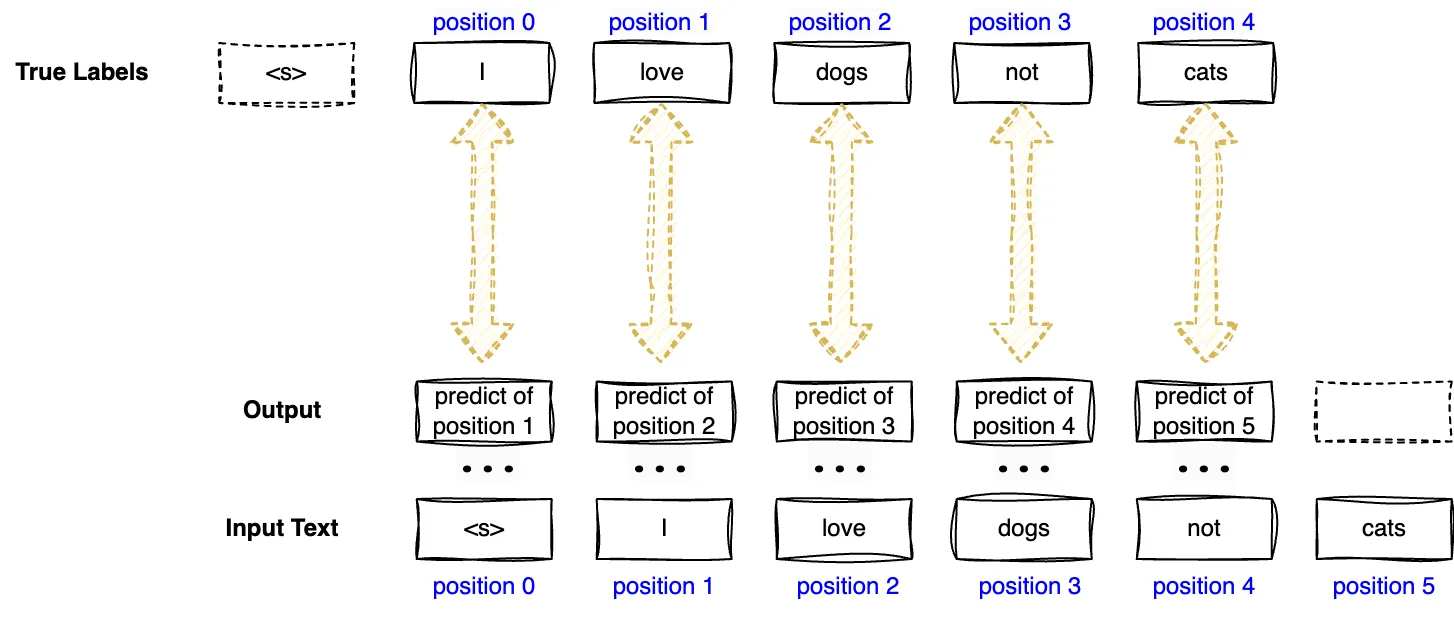 position 0 position 1 position 2 position 3 position 4
True Labels <s> I love dogs not cats
Output
predict of predict of predict of predict of predict of
position 1 position 2 position 3 position 4 position 5
... ... ... ... ...
Input Text <s> I love dogs not cats
position 0 position 1 position 2 position 3 position 4 position 5